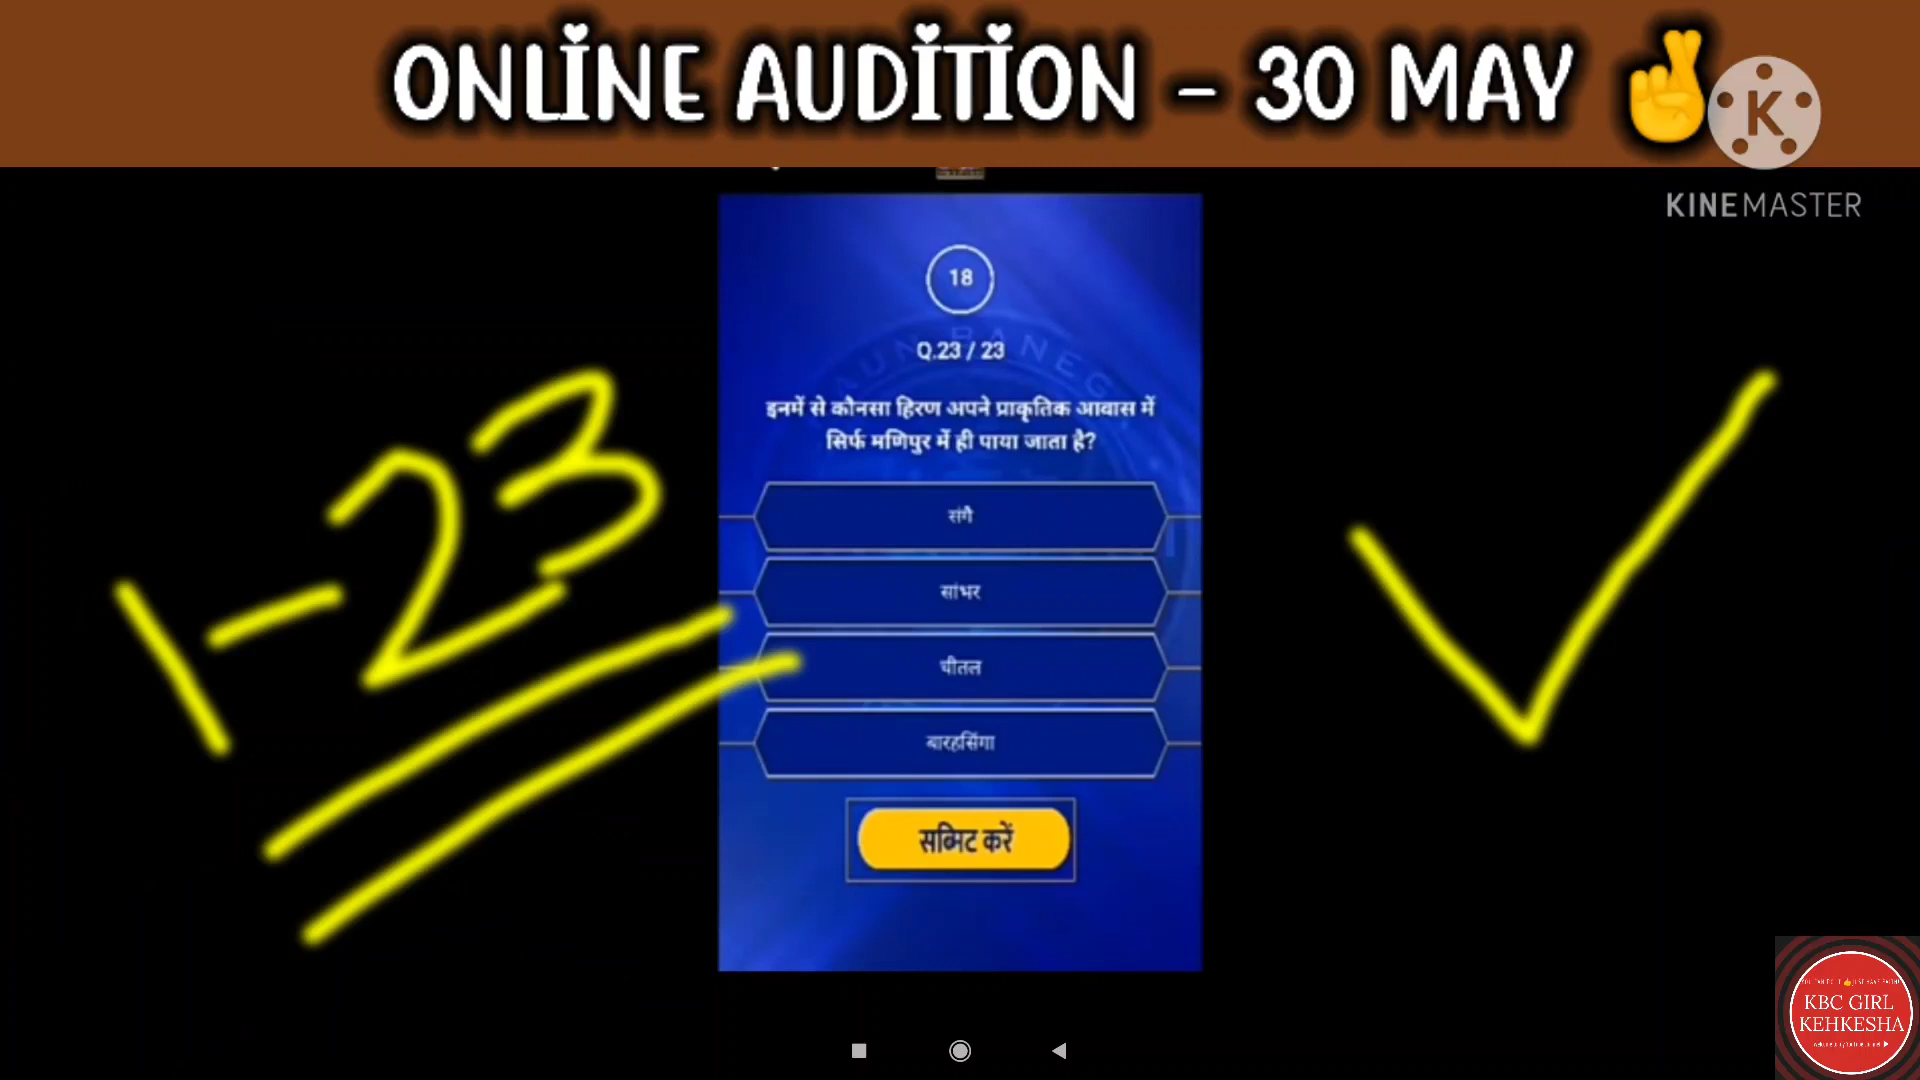 ONLINE AUDITION - 30 MAY 🤞
K
KINEMASTER
18
Q.23 / 23
इनमें से कौनसा हिरण अपने प्राकृतिक आवास में
सिर्फ मणिपुर में ही पाया जाता है?
संगै
सांभर
चीतल
बारहसिंगा
सब्मिट करें
1-23
KBC GIRL
KEHKESHA